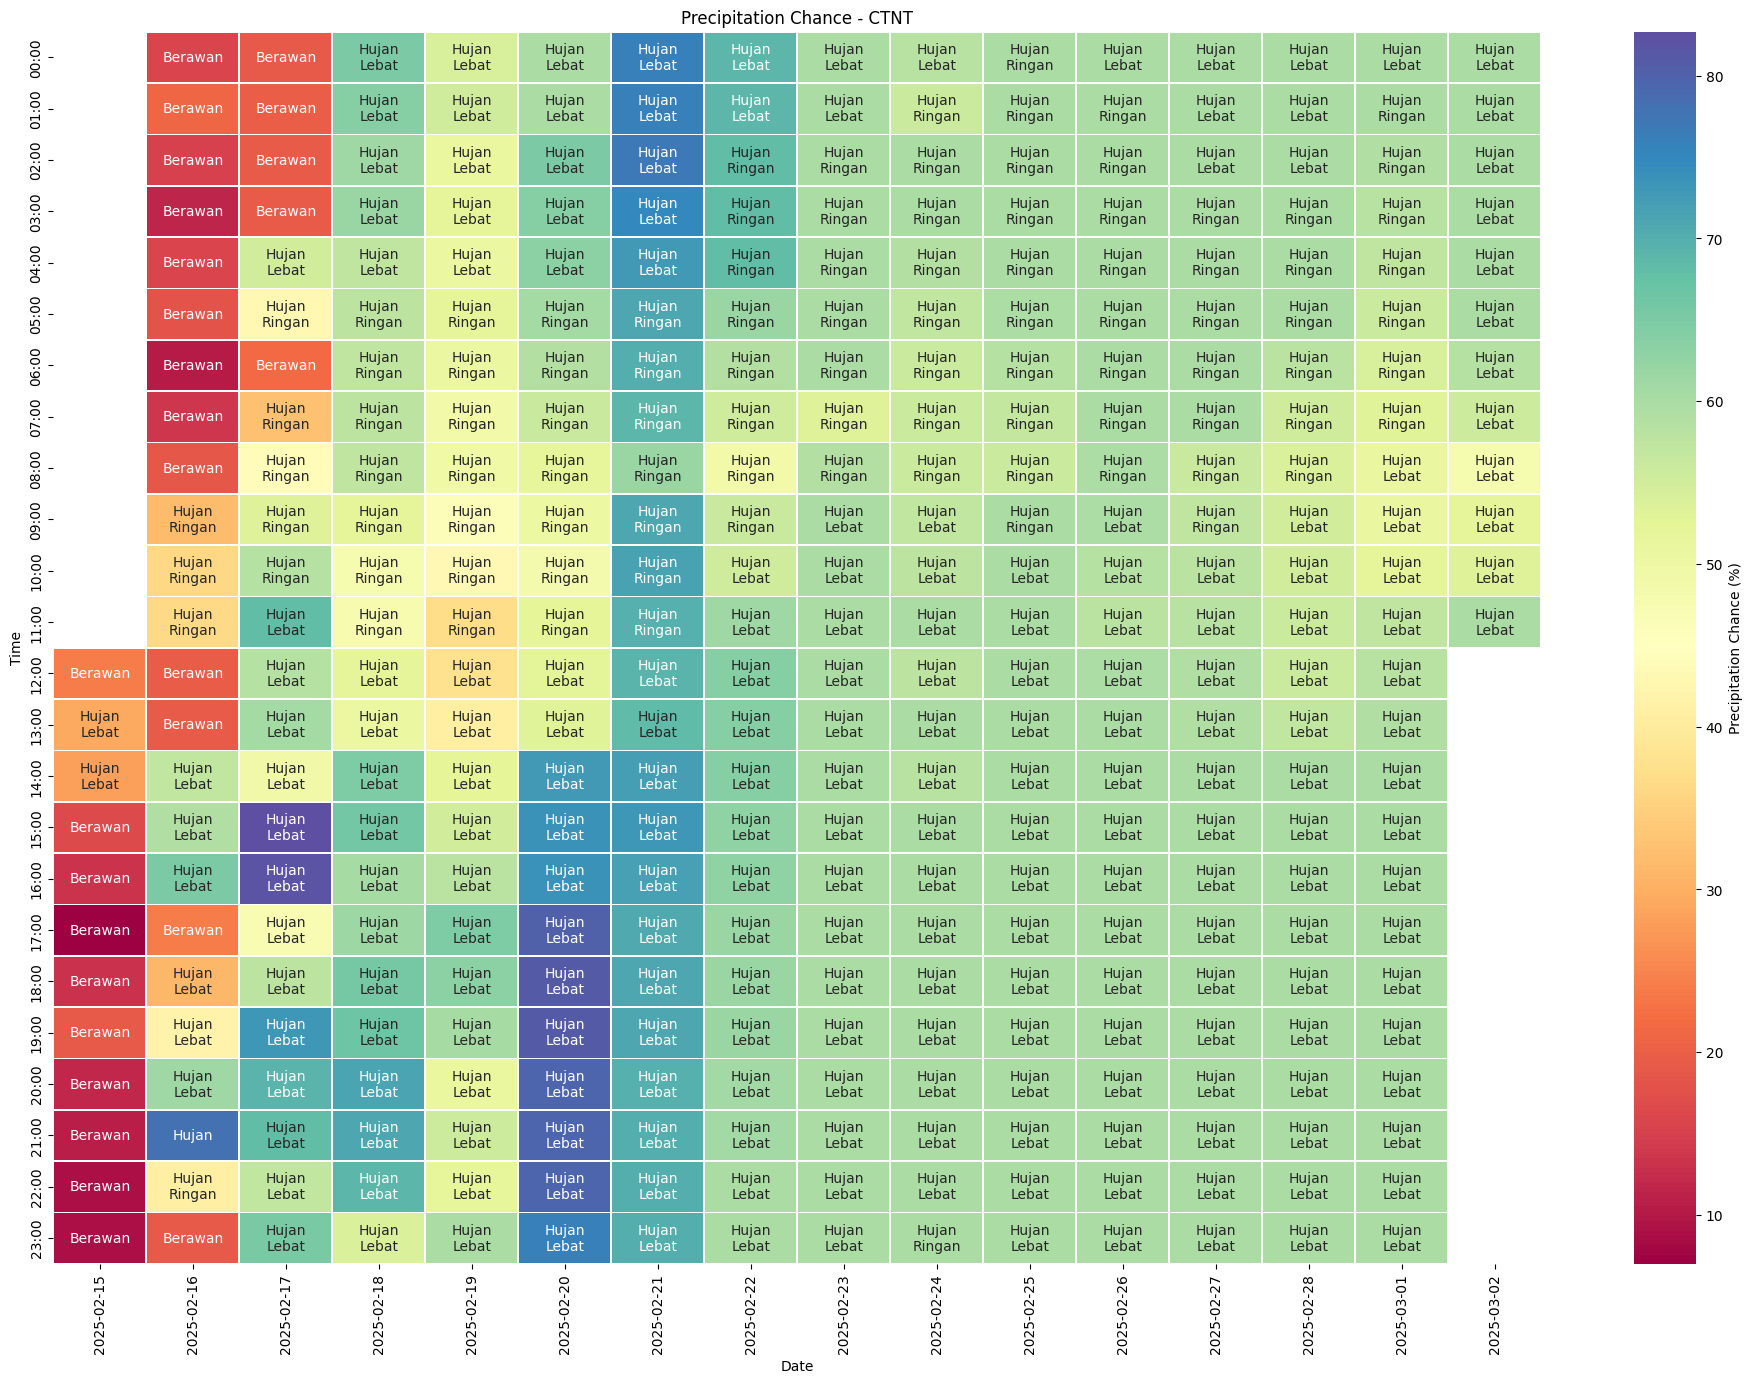 Precipitation Chance - CTNT
00:00 Berawan Berawan Hujan Lebat Hujan Lebat Hujan Lebat Hujan Lebat Hujan Lebat Hujan Lebat Hujan Lebat Hujan Ringan Hujan Lebat Hujan Lebat Hujan Lebat Hujan Lebat Hujan Lebat
01:00 Berawan Berawan Hujan Lebat Hujan Lebat Hujan Lebat Hujan Lebat Hujan Lebat Hujan Lebat Hujan Ringan Hujan Ringan Hujan Ringan Hujan Lebat Hujan Lebat Hujan Ringan Hujan Lebat
02:00 Berawan Berawan Hujan Lebat Hujan Lebat Hujan Lebat Hujan Lebat Hujan Ringan Hujan Ringan Hujan Ringan Hujan Ringan Hujan Ringan Hujan Lebat Hujan Lebat Hujan Ringan Hujan Lebat
03:00 Berawan Berawan Hujan Lebat Hujan Lebat Hujan Lebat Hujan Lebat Hujan Ringan Hujan Ringan Hujan Ringan Hujan Ringan Hujan Ringan Hujan Ringan Hujan Ringan Hujan Ringan Hujan Lebat
04:00 Berawan Hujan Lebat Hujan Lebat Hujan Lebat Hujan Lebat Hujan Lebat Hujan Ringan Hujan Ringan Hujan Ringan Hujan Ringan Hujan Ringan Hujan Ringan Hujan Ringan Hujan Ringan Hujan Lebat
05:00 Berawan Hujan Ringan Hujan Ringan Hujan Ringan Hujan Ringan Hujan Ringan Hujan Ringan Hujan Ringan Hujan Ringan Hujan Ringan Hujan Ringan Hujan Ringan Hujan Ringan Hujan Ringan Hujan Lebat
06:00 Berawan Berawan Hujan Ringan Hujan Ringan Hujan Ringan Hujan Ringan Hujan Ringan Hujan Ringan Hujan Ringan Hujan Ringan Hujan Ringan Hujan Ringan Hujan Ringan Hujan Ringan Hujan Lebat
07:00 Berawan Hujan Ringan Hujan Ringan Hujan Ringan Hujan Ringan Hujan Ringan Hujan Ringan Hujan Ringan Hujan Ringan Hujan Ringan Hujan Ringan Hujan Ringan Hujan Ringan Hujan Ringan Hujan Lebat
08:00 Berawan Hujan Ringan Hujan Ringan Hujan Ringan Hujan Ringan Hujan Ringan Hujan Ringan Hujan Ringan Hujan Ringan Hujan Ringan Hujan Ringan Hujan Ringan Hujan Ringan Hujan Lebat Hujan Lebat
09:00 Hujan Ringan Hujan Ringan Hujan Ringan Hujan Ringan Hujan Ringan Hujan Ringan Hujan Ringan Hujan Lebat Hujan Lebat Hujan Ringan Hujan Lebat Hujan Ringan Hujan Lebat Hujan Lebat Hujan Lebat
10:00 Hujan Ringan Hujan Ringan Hujan Ringan Hujan Ringan Hujan Ringan Hujan Ringan Hujan Lebat Hujan Lebat Hujan Lebat Hujan Lebat Hujan Lebat Hujan Lebat Hujan Lebat Hujan Lebat Hujan Lebat
11:00 Hujan Ringan Hujan Lebat Hujan Ringan Hujan Ringan Hujan Ringan Hujan Ringan Hujan Lebat Hujan Lebat Hujan Lebat Hujan Lebat Hujan Lebat Hujan Lebat Hujan Lebat Hujan Lebat Hujan Lebat
12:00 Berawan Berawan Hujan Lebat Hujan Lebat Hujan Lebat Hujan Lebat Hujan Lebat Hujan Lebat Hujan Lebat Hujan Lebat Hujan Lebat Hujan Lebat Hujan Lebat Hujan Lebat Hujan Lebat
13:00 Hujan Lebat Berawan Hujan Lebat Hujan Lebat Hujan Lebat Hujan Lebat Hujan Lebat Hujan Lebat Hujan Lebat Hujan Lebat Hujan Lebat Hujan Lebat Hujan Lebat Hujan Lebat Hujan Lebat
14:00 Hujan Lebat Hujan Lebat Hujan Lebat Hujan Lebat Hujan Lebat Hujan Lebat Hujan Lebat Hujan Lebat Hujan Lebat Hujan Lebat Hujan Lebat Hujan Lebat Hujan Lebat Hujan Lebat Hujan Lebat
15:00 Berawan Hujan Lebat Hujan Lebat Hujan Lebat Hujan Lebat Hujan Lebat Hujan Lebat Hujan Lebat Hujan Lebat Hujan Lebat Hujan Lebat Hujan Lebat Hujan Lebat Hujan Lebat Hujan Lebat
16:00 Berawan Hujan Lebat Hujan Lebat Hujan Lebat Hujan Lebat Hujan Lebat Hujan Lebat Hujan Lebat Hujan Lebat Hujan Lebat Hujan Lebat Hujan Lebat Hujan Lebat Hujan Lebat Hujan Lebat
17:00 Berawan Berawan Hujan Lebat Hujan Lebat Hujan Lebat Hujan Lebat Hujan Lebat Hujan Lebat Hujan Lebat Hujan Lebat Hujan Lebat Hujan Lebat Hujan Lebat Hujan Lebat Hujan Lebat
18:00 Berawan Hujan Lebat Hujan Lebat Hujan Lebat Hujan Lebat Hujan Lebat Hujan Lebat Hujan Lebat Hujan Lebat Hujan Lebat Hujan Lebat Hujan Lebat Hujan Lebat Hujan Lebat Hujan Lebat
19:00 Berawan Hujan Lebat Hujan Lebat Hujan Lebat Hujan Lebat Hujan Lebat Hujan Lebat Hujan Lebat Hujan Lebat Hujan Lebat Hujan Lebat Hujan Lebat Hujan Lebat Hujan Lebat Hujan Lebat
20:00 Berawan Hujan Lebat Hujan Lebat Hujan Lebat Hujan Lebat Hujan Lebat Hujan Lebat Hujan Lebat Hujan Lebat Hujan Lebat Hujan Lebat Hujan Lebat Hujan Lebat Hujan Lebat Hujan Lebat
21:00 Berawan Hujan Hujan Lebat Hujan Lebat Hujan Lebat Hujan Lebat Hujan Lebat Hujan Lebat Hujan Lebat Hujan Lebat Hujan Lebat Hujan Lebat Hujan Lebat Hujan Lebat Hujan Lebat
22:00 Berawan Hujan Ringan Hujan Lebat Hujan Lebat Hujan Lebat Hujan Lebat Hujan Lebat Hujan Lebat Hujan Lebat Hujan Lebat Hujan Lebat Hujan Lebat Hujan Lebat Hujan Lebat Hujan Lebat
23:00 Berawan Berawan Hujan Lebat Hujan Lebat Hujan Lebat Hujan Lebat Hujan Lebat Hujan Lebat Hujan Lebat Hujan Ringan Hujan Lebat Hujan Lebat Hujan Lebat Hujan Lebat Hujan Lebat
Time
2025-02-15 2025-02-16 2025-02-17 2025-02-18 2025-02-19 2025-02-20 2025-02-21 2025-02-22 2025-02-23 2025-02-24 2025-02-25 2025-02-26 2025-02-27 2025-02-28 2025-03-01 2025-03-02
Date
80
70
60
50
40
30
20
10
Precipitation Chance (%)